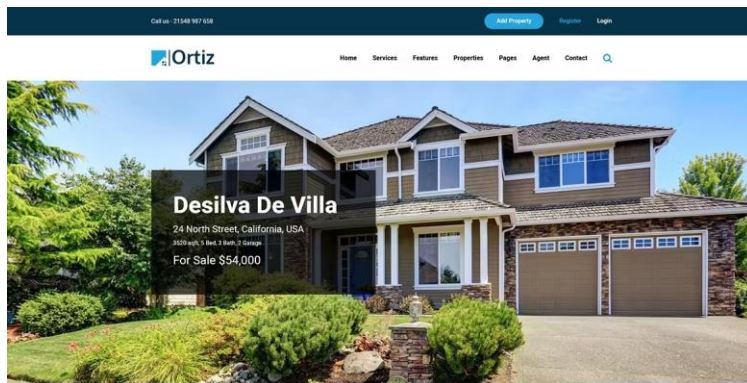 Call us - 21548 987 658
Add Property
Register
Login
Ortiz
Home Services Features Properties Pages Agent Contact
Desilva De Villa
24 North Street, California, USA
3520 sqft, 5 Bed, 3 Bath, 2 Garage
For Sale $54,000